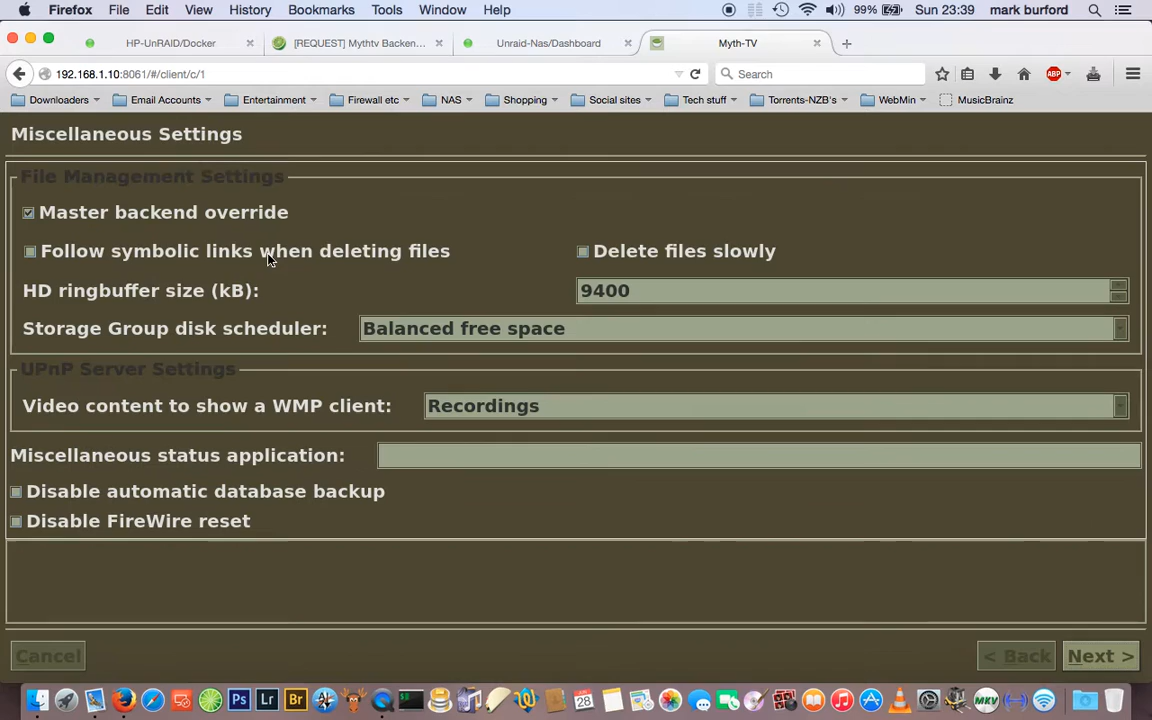 Firefox File Edit View History Bookmarks Tools Window Help 99% Sun 23:39 mark burford
HP-UnRAID/Docker [REQUEST] Mythtv Backen... Unraid-Nas/Dashboard Myth-TV
192.168.1.10:8061/#/client/c/1 Search ABP
Downloaders Email Accounts Entertainment Firewall etc NAS Shopping Social sites Tech stuff Torrents-NZB's WebMin MusicBrainz
Miscellaneous Settings
File Management Settings
Master backend override
Follow symbolic links when deleting files Delete files slowly
HD ringbuffer size (kB): 9400
Storage Group disk scheduler: Balanced free space
UPnP Server Settings
Video content to show a WMP client: Recordings
Miscellaneous status application:
Disable automatic database backup
Disable FireWire reset
Cancel < Back Next >
Ps Lr Br MKV